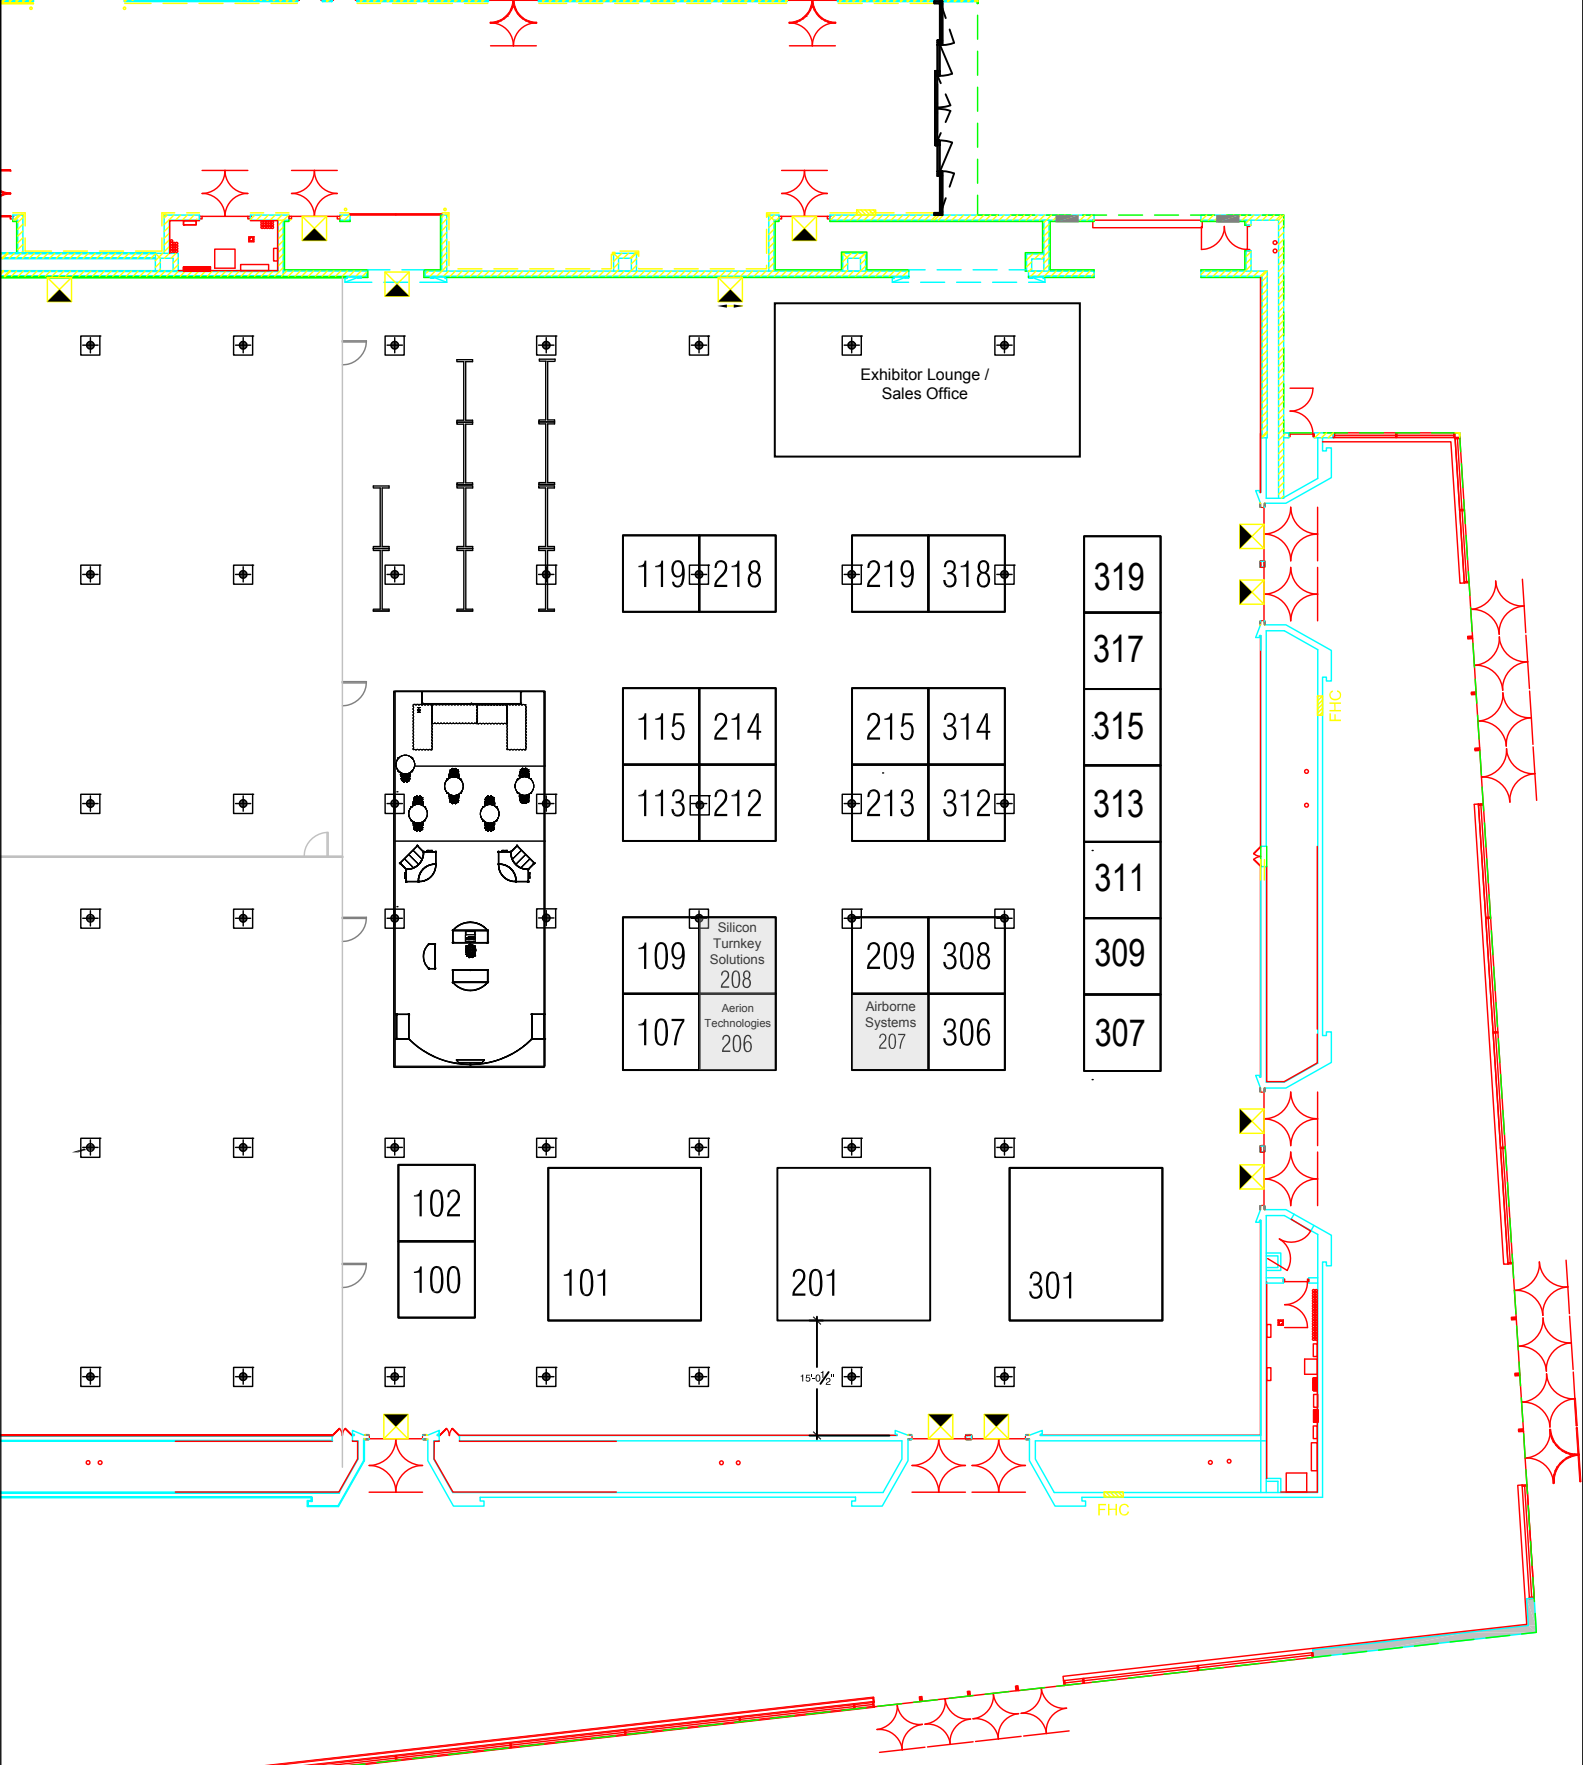 Exhibitor Lounge /
Sales Office
119 218 219 318 319
317
115 214 215 314 315
113 212 213 312 313
311
109
Silicon
Turnkey
Solutions
208
209 308 309
107
Aerion
Technologies
206
Airborne
Systems
207
306 307
102
100
101 201 301
15'-0½"
FHC
FHC